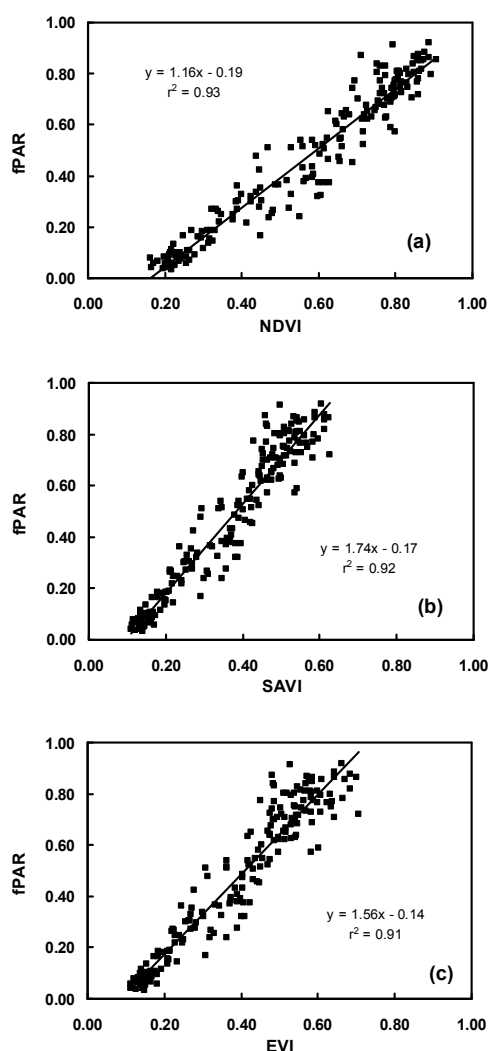 1.00
y = 1.16x - 0.19
r² = 0.93
0.80
0.60
fPAR
0.40
0.20
(a)
0.00
0.00 0.20 0.40 0.60 0.80 1.00
NDVI
1.00
0.80
0.60
fPAR
0.40
y = 1.74x - 0.17
r² = 0.92
0.20
(b)
0.00
0.00 0.20 0.40 0.60 0.80 1.00
SAVI
1.00
0.80
0.60
fPAR
0.40
y = 1.56x - 0.14
r² = 0.91
0.20
(c)
0.00
0.00 0.20 0.40 0.60 0.80 1.00
EVI